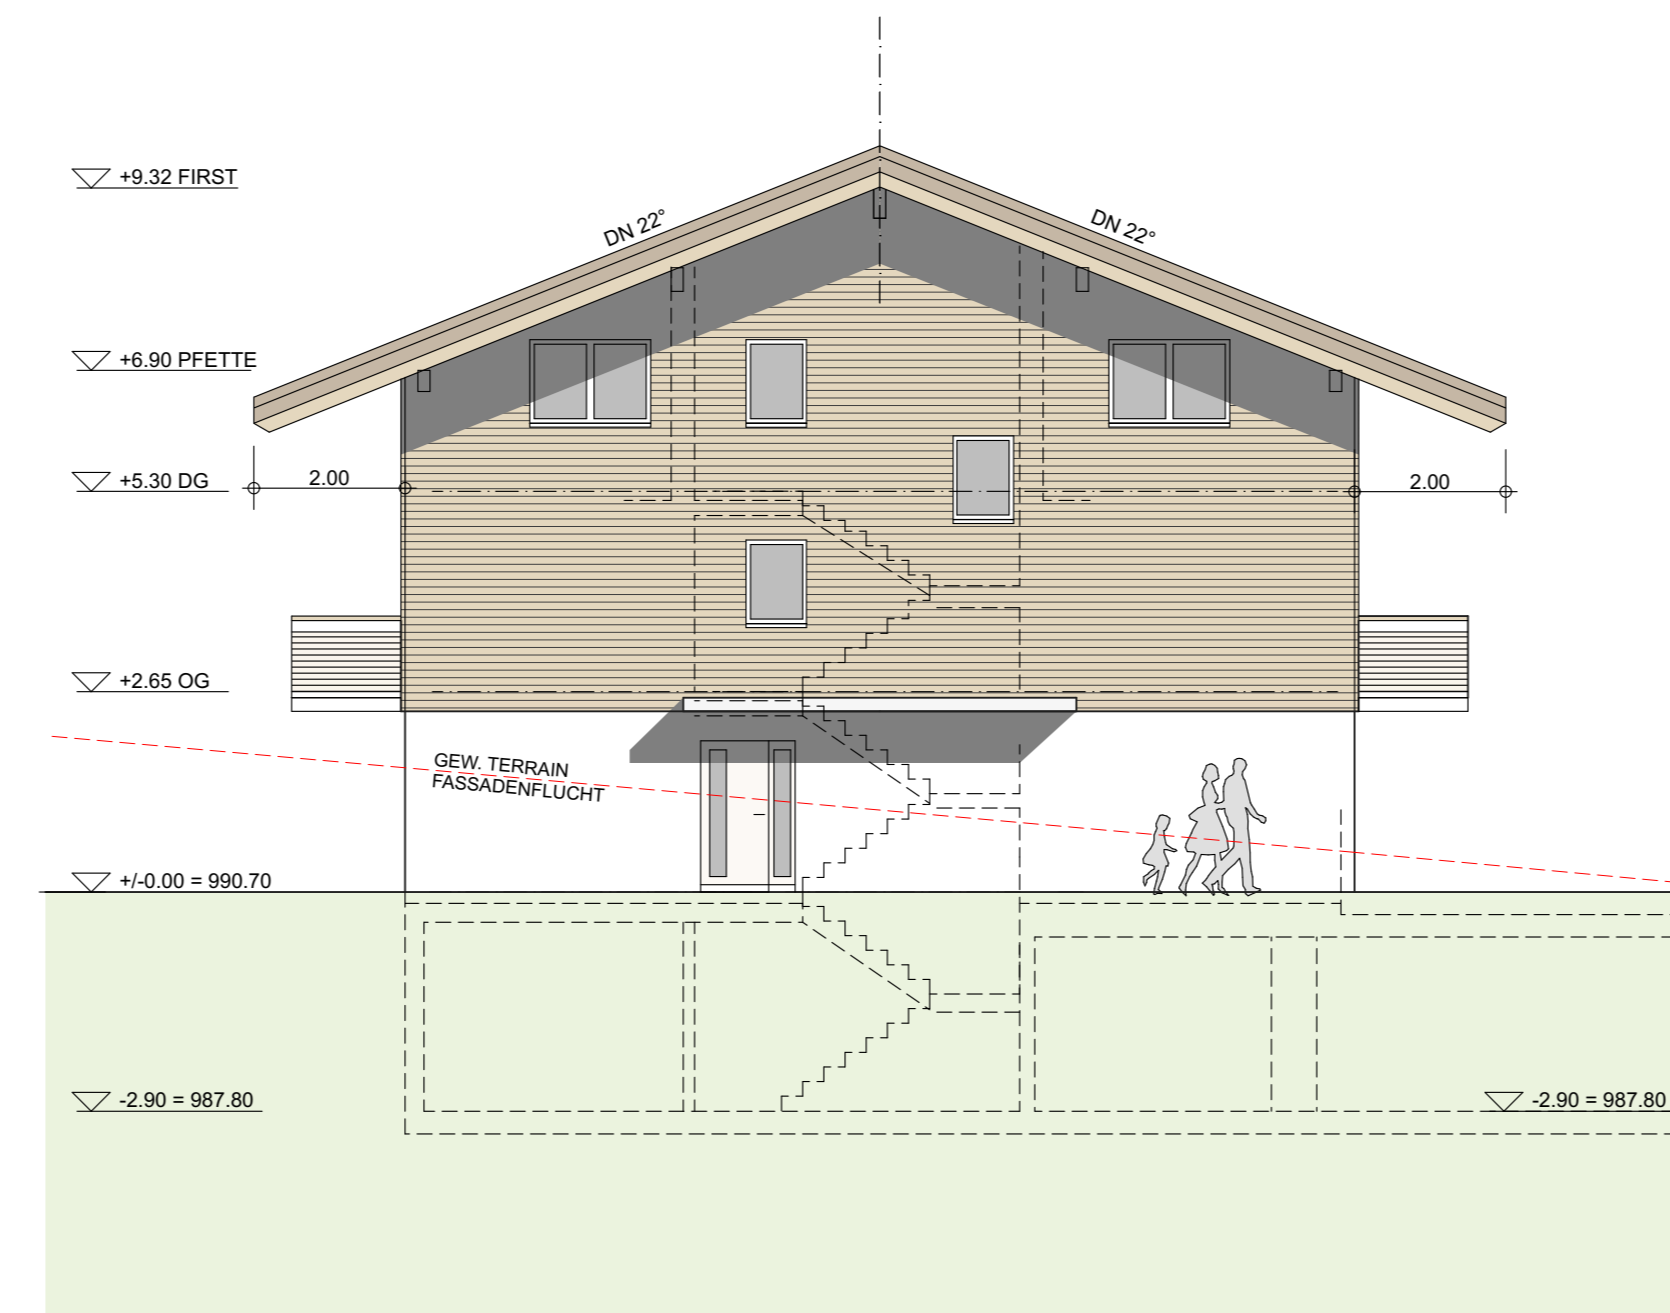 +9.32 FIRST
DN 22°
DN 22°
+6.90 PFETTE
+5.30 DG
2.00
2.00
+2.65 OG
GEW. TERRAIN
FASSADENFLUCHT
+/-0.00 = 990.70
-2.90 = 987.80
-2.90 = 987.80